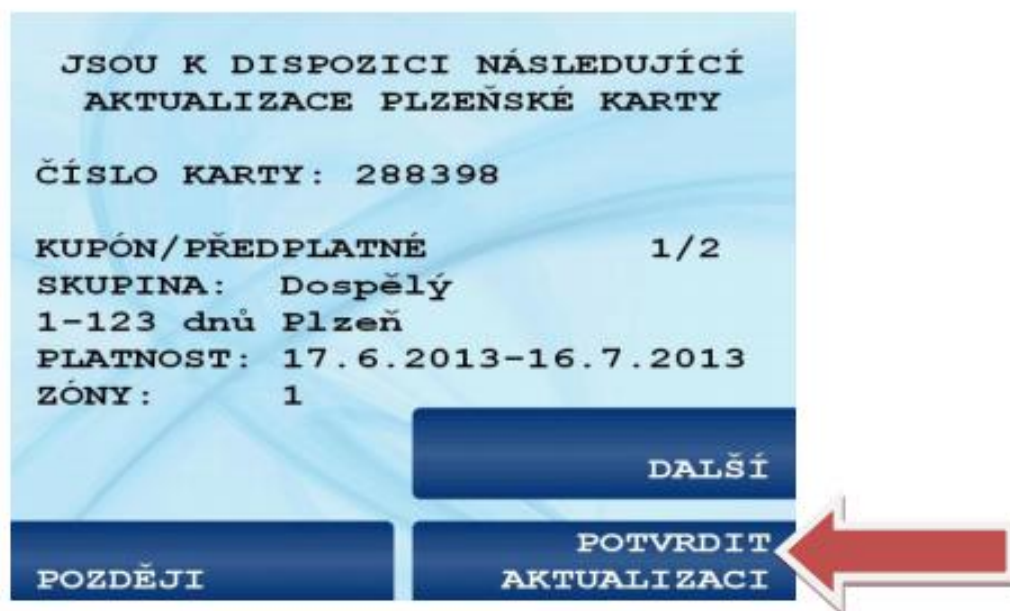 JSOU K DISPOZICI NÁSLEDUJÍCÍ
AKTUALIZACE PLZEŇSKÉ KARTY
ČÍSLO KARTY: 288398
KUPÓN/PŘEDPLATNÉ 1/2
SKUPINA: Dospělý
1-123 dnů Plzeň
PLATNOST: 17.6.2013-16.7.2013
ZÓNY: 1
DALŠÍ
POZDĚJI
POTVRDIT
AKTUALIZACI